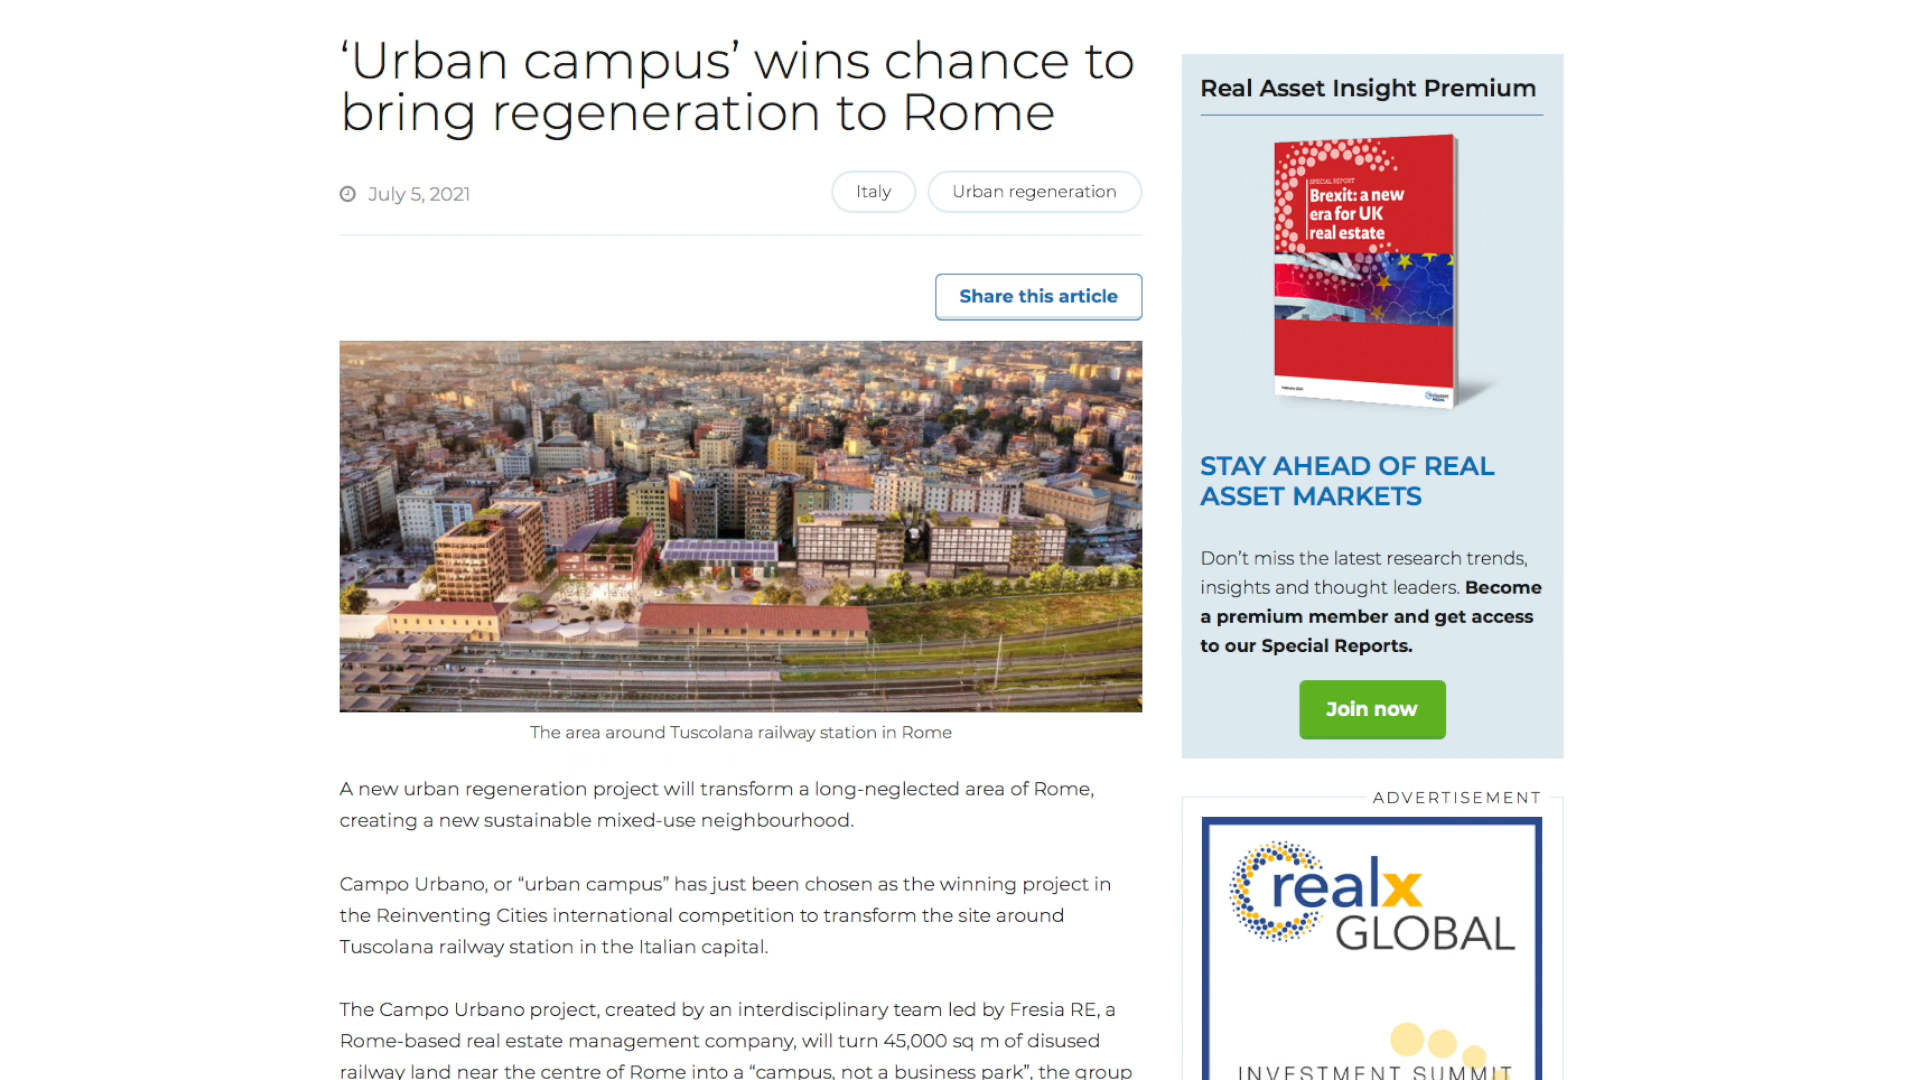 ‘Urban campus’ wins chance to
bring regeneration to Rome
July 5, 2021
Italy
Urban regeneration
Share this article
The area around Tuscolana railway station in Rome
A new urban regeneration project will transform a long-neglected area of Rome,
creating a new sustainable mixed-use neighbourhood.
Campo Urbano, or “urban campus” has just been chosen as the winning project in
the Reinventing Cities international competition to transform the site around
Tuscolana railway station in the Italian capital.
The Campo Urbano project, created by an interdisciplinary team led by Fresia RE, a
Rome-based real estate management company, will turn 45,000 sq m of disused
railway land near the centre of Rome into a “campus, not a business park”, the group
Real Asset Insight Premium
SPECIAL REPORT
Brexit: a new
era for UK
real estate
STAY AHEAD OF REAL
ASSET MARKETS
Don’t miss the latest research trends,
insights and thought leaders. Become
a premium member and get access
to our Special Reports.
Join now
ADVERTISEMENT
realx
GLOBAL
INVESTMENT SUMMIT